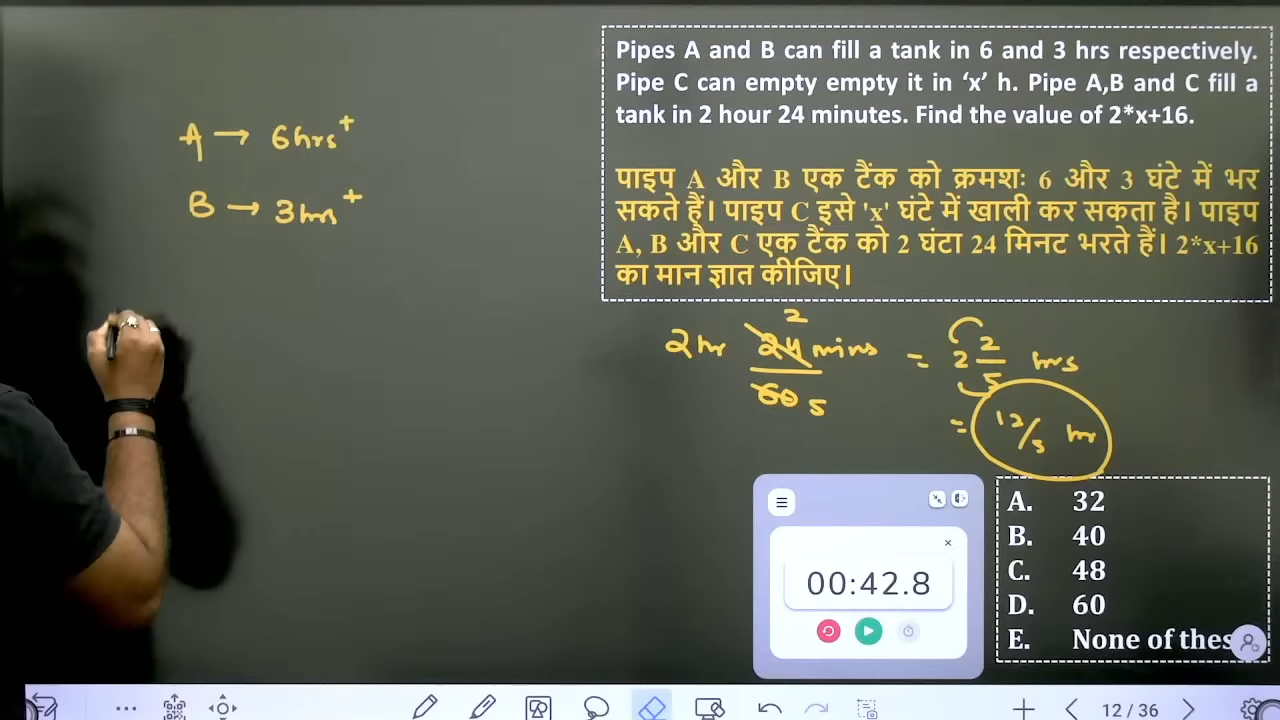 Pipes A and B can fill a tank in 6 and 3 hrs respectively.
Pipe C can empty empty it in ‘x’ h. Pipe A,B and C fill a
tank in 2 hour 24 minutes. Find the value of 2*x+16.
पाइप A और B एक टैंक को क्रमशः 6 और 3 घंटे में भर
सकते हैं। पाइप C इसे 'x' घंटे में खाली कर सकता है। पाइप
A, B और C एक टैंक को 2 घंटा 24 मिनट भरते हैं। 2*x+16
का मान ज्ञात कीजिए।
A → 6hrs+
B → 3hrs+
2
2hr 24 mins = 2 2/5 hrs
60 5
= 12/5 hr
00:42.8
A. 32
B. 40
C. 48
D. 60
E. None of thes
12 / 36